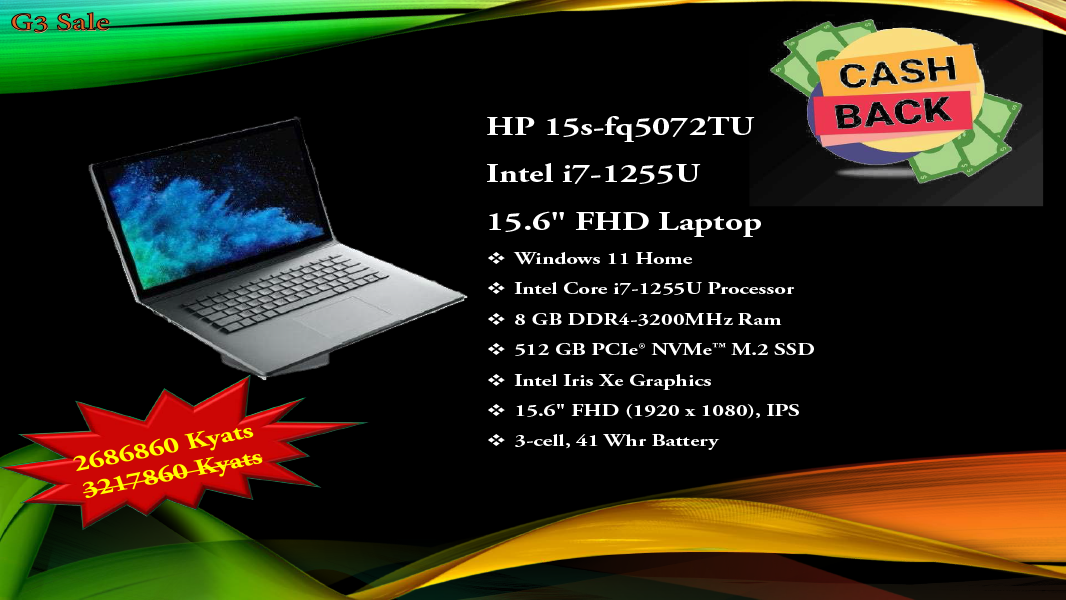 G3 Sale
CASH
BACK
HP 15s-fq5072TU
Intel i7-1255U
15.6" FHD Laptop
❖ Windows 11 Home
❖ Intel Core i7-1255U Processor
❖ 8 GB DDR4-3200MHz Ram
❖ 512 GB PCIe® NVMe™ M.2 SSD
❖ Intel Iris Xe Graphics
❖ 15.6" FHD (1920 x 1080), IPS
❖ 3-cell, 41 Whr Battery
2686860 Kyats
3217860 Kyats